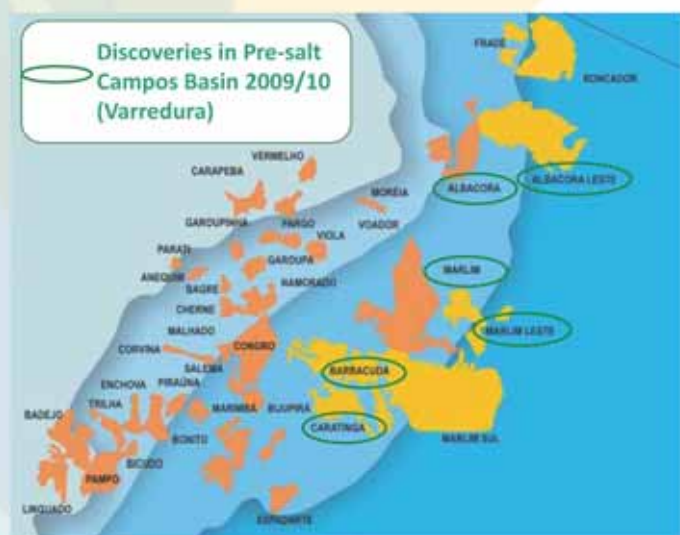 Discoveries in Pre-salt
Campos Basin 2009/10
(Varredura)
FRADE
RONCADOR
VERMELHO
CARAPEBA
MORÉIA
ALBACORA
ALBACORA LESTE
GAROUPINHA
PARGO
VOADOR
VIOLA
PARATI
GAROUPA
ANEQUIM
NAMORADO
BAGRE
MARLIM
CHERNE
MALHADO
MARLIM LESTE
CORVINA
CONGRO
SALEMA
BARRACUDA
ENCHOVA
PIRAÚNA
TRILHA
MARIMBÁ
BIJUPIRÁ
BADEJO
CARATINGA
BONITO
MARLIM SUL
BICUDO
PAMPO
LINGUADO
ESPADARTE